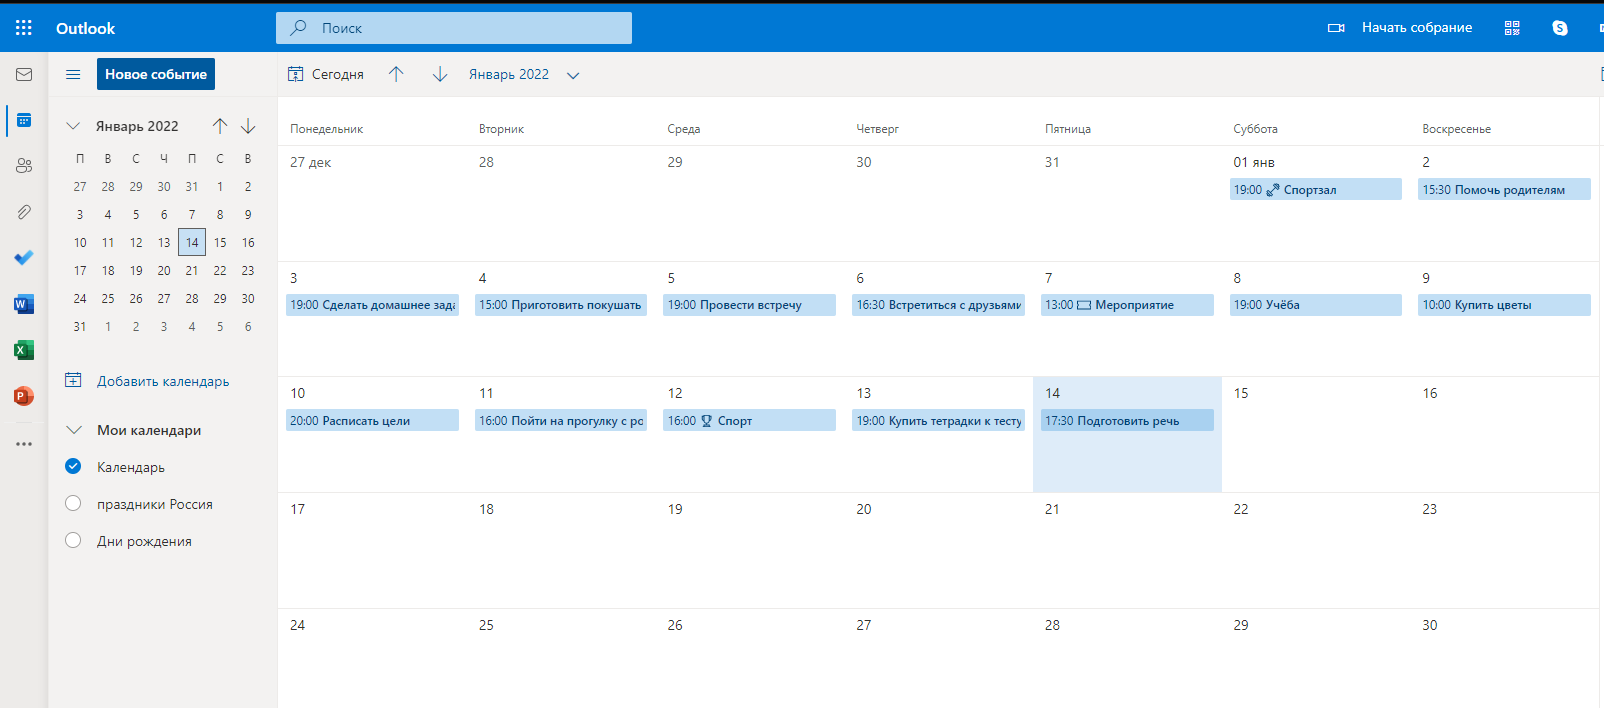 Outlook
Поиск
Начать собрание
Новое событие
Сегодня
Январь 2022
Январь 2022
П В С Ч П С В
27 28 29 30 31 1 2
3 4 5 6 7 8 9
10 11 12 13 14 15 16
17 18 19 20 21 22 23
24 25 26 27 28 29 30
31 1 2 3 4 5 6
Добавить календарь
Мои календари
Календарь
праздники Россия
Дни рождения
Понедельник Вторник Среда Четверг Пятница Суббота Воскресенье
27 дек 28 29 30 31 01 янв 2
19:00 Спортзал 15:30 Помочь родителям
3 4 5 6 7 8 9
19:00 Сделать домашнее зада 15:00 Приготовить покушать 19:00 Провести встречу 16:30 Встретиться с друзьями 13:00 Мероприятие 19:00 Учёба 10:00 Купить цветы
10 11 12 13 14 15 16
20:00 Расписать цели 16:00 Пойти на прогулку с ро 16:00 Спорт 19:00 Купить тетрадки к тесту 17:30 Подготовить речь
17 18 19 20 21 22 23
24 25 26 27 28 29 30